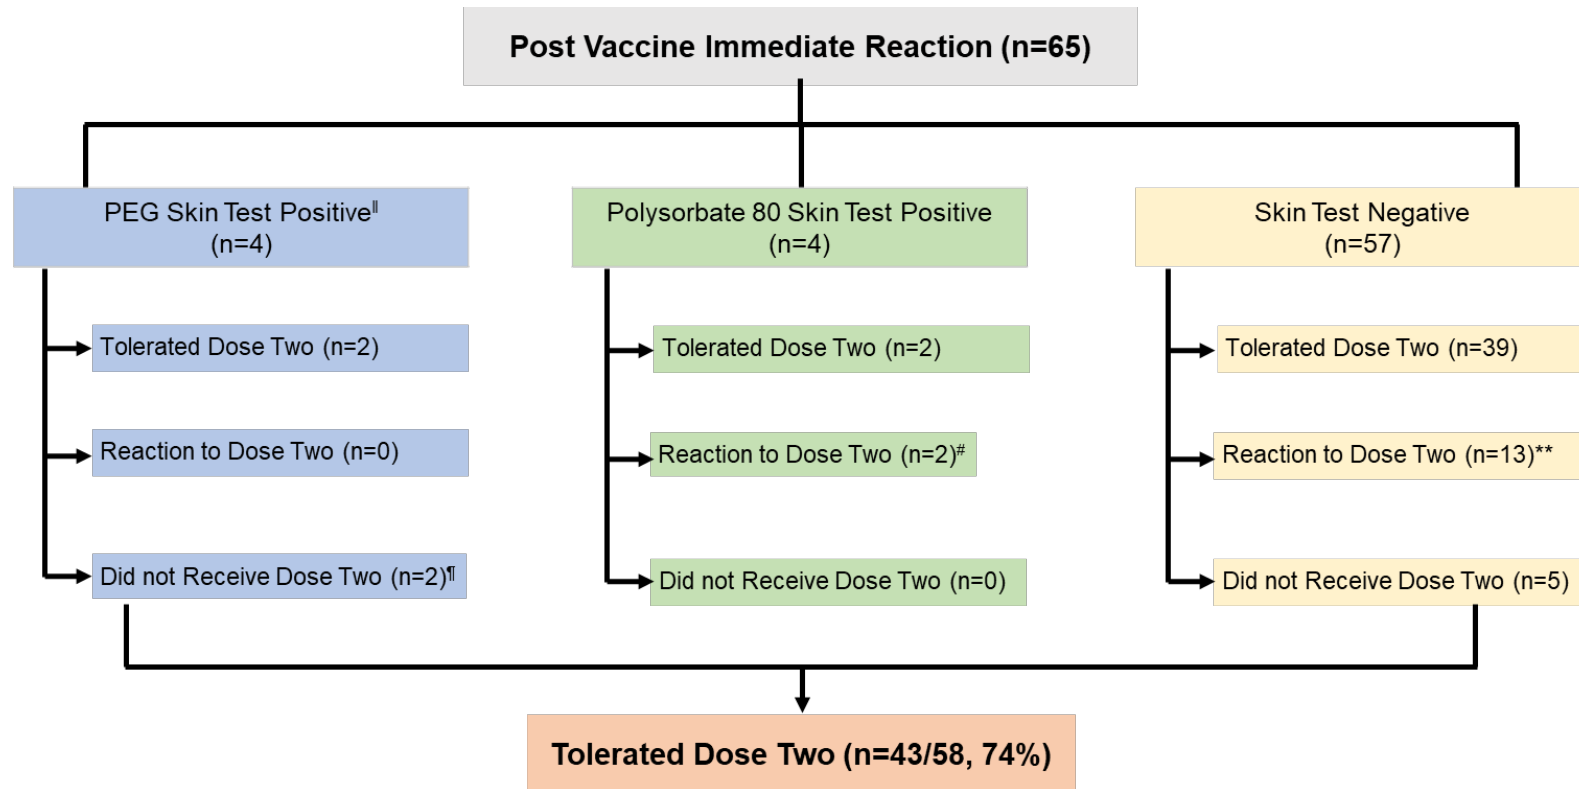 Post Vaccine Immediate Reaction (n=65)
PEG Skin Test Positive‖
(n=4)
Tolerated Dose Two (n=2)
Reaction to Dose Two (n=0)
Did not Receive Dose Two (n=2)¶
Polysorbate 80 Skin Test Positive
(n=4)
Tolerated Dose Two (n=2)
Reaction to Dose Two (n=2)#
Did not Receive Dose Two (n=0)
Skin Test Negative
(n=57)
Tolerated Dose Two (n=39)
Reaction to Dose Two (n=13)**
Did not Receive Dose Two (n=5)
Tolerated Dose Two (n=43/58, 74%)